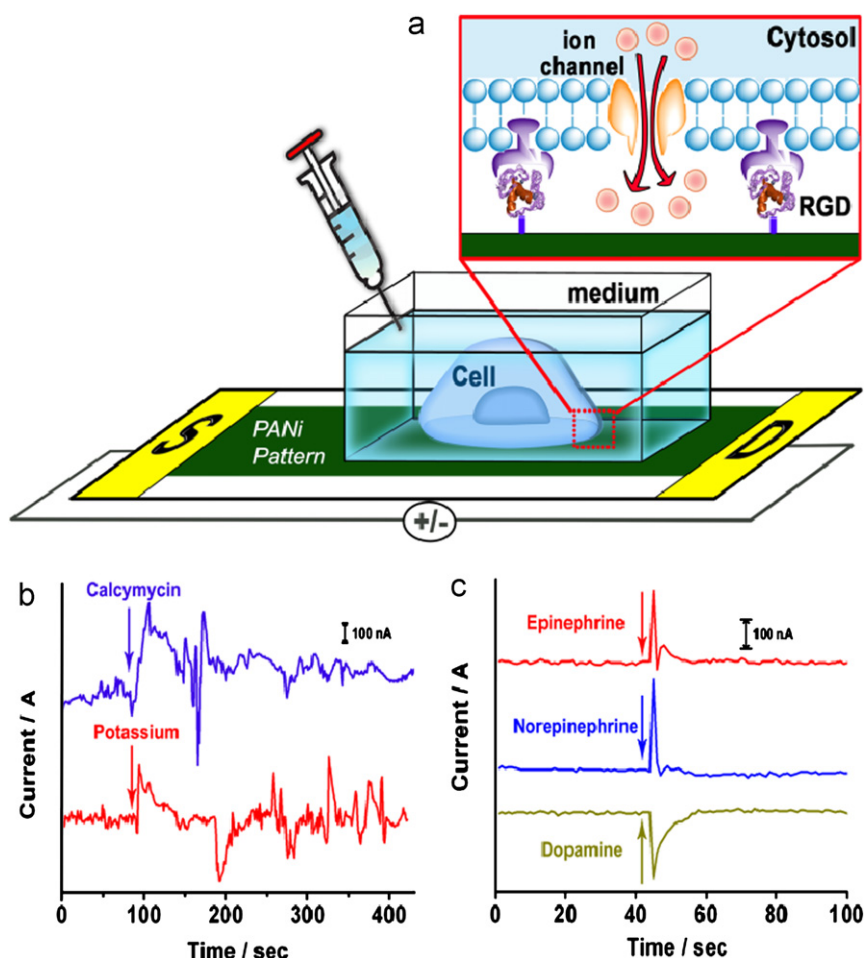 a
ion
channel
Cytosol
RGD
medium
Cell
S
PANi
Pattern
D
+/-
b
Calcymycin
100 nA
Potassium
Current / A
0 100 200 300 400
Time / sec
c
Epinephrine
100 nA
Norepinephrine
Dopamine
Current / A
0 20 40 60 80 100
Time / sec